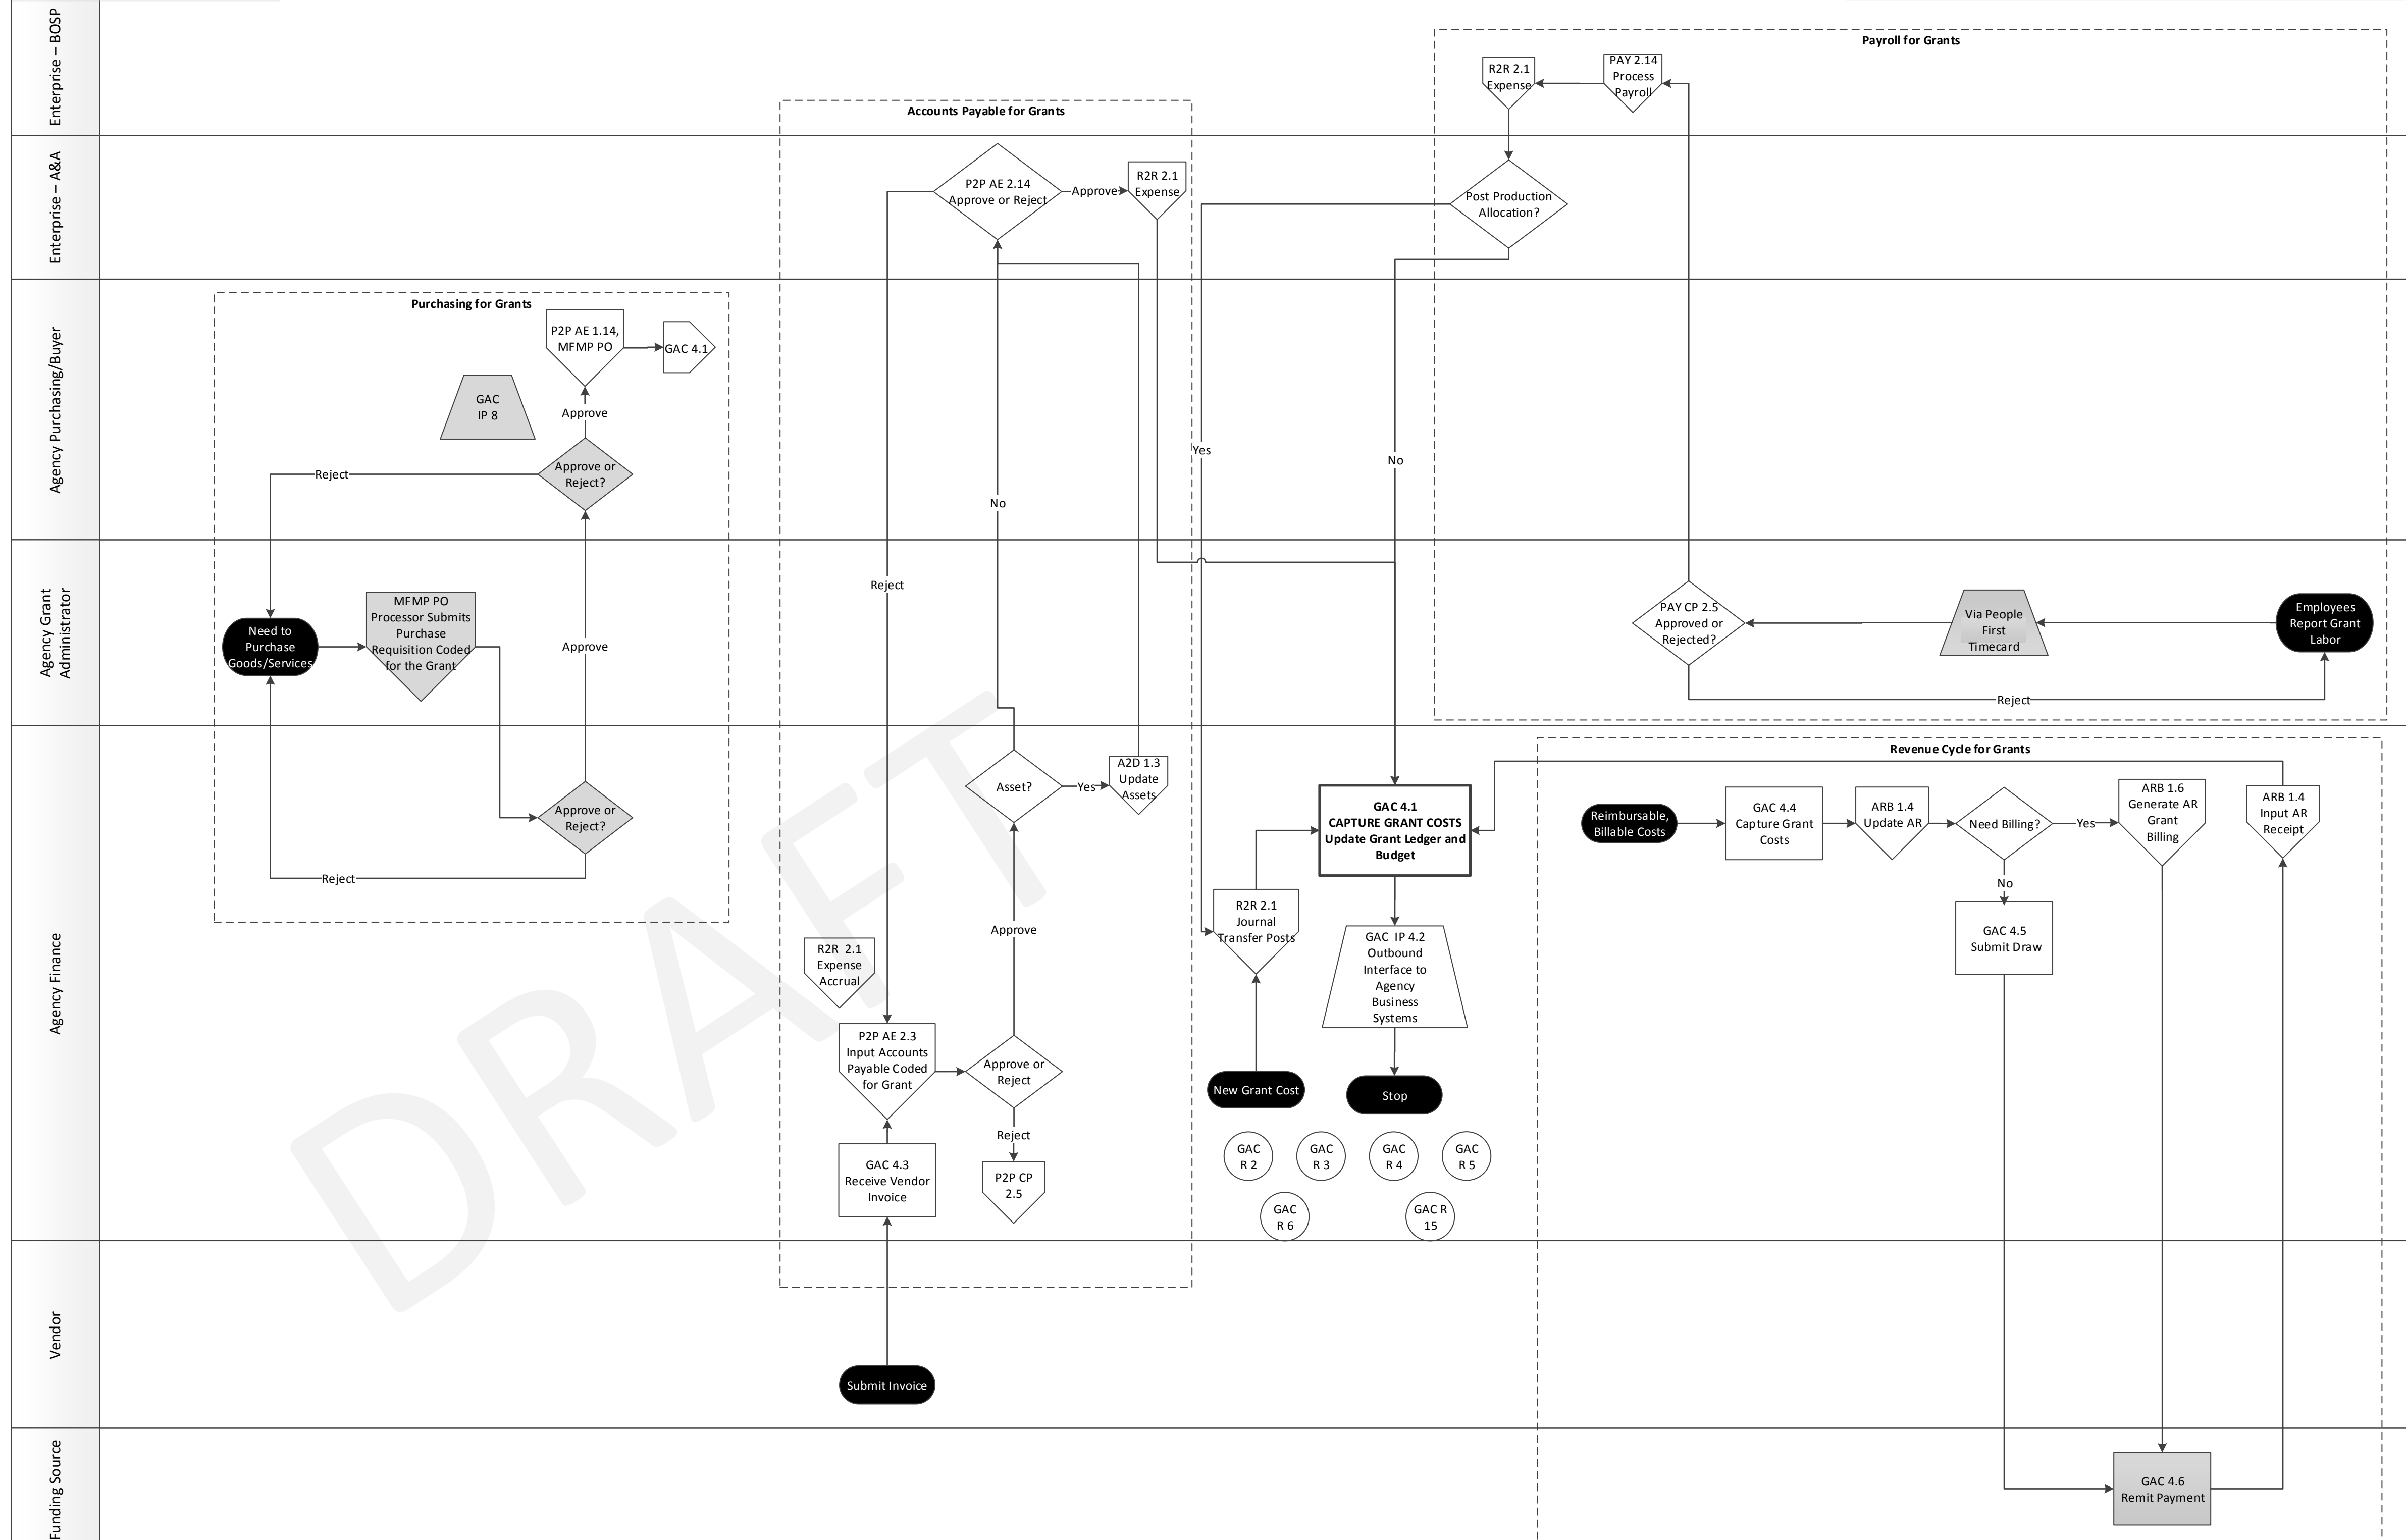 Enterprise – BOSP
Payroll for Grants
R2R 2.1
Expense
PAY 2.14
Process
Payroll
Accounts Payable for Grants
Enterprise – A&A
P2P AE 2.14
Approve or Reject
Approve
R2R 2.1
Expense
Post Production
Allocation?
Agency Purchasing/Buyer
Purchasing for Grants
P2P AE 1.14,
MFMP PO
GAC 4.1
GAC
IP 8
Approve
Approve or
Reject?
Reject
No
Yes
No
Agency Grant
Administrator
Need to
Purchase
Goods/Services
MFMP PO
Processor Submits
Purchase
Requisition Coded
for the Grant
Approve
Reject
PAY CP 2.5
Approved or
Rejected?
Via People
First
Timecard
Employees
Report Grant
Labor
Reject
Agency Finance
Approve or
Reject?
Reject
Asset?
Yes
A2D 1.3
Update
Assets
Approve
R2R 2.1
Expense
Accrual
P2P AE 2.3
Input Accounts
Payable Coded
for Grant
Approve or
Reject
Reject
P2P CP
2.5
GAC 4.3
Receive Vendor
Invoice
GAC 4.1
CAPTURE GRANT COSTS
Update Grant Ledger and
Budget
R2R 2.1
Journal
Transfer Posts
GAC IP 4.2
Outbound
Interface to
Agency
Business
Systems
New Grant Cost
Stop
GAC
R 2
GAC
R 3
GAC
R 4
GAC
R 5
GAC
R 6
GAC R
15
Revenue Cycle for Grants
Reimbursable,
Billable Costs
GAC 4.4
Capture Grant
Costs
ARB 1.4
Update AR
Need Billing?
Yes
ARB 1.6
Generate AR
Grant
Billing
ARB 1.4
Input AR
Receipt
No
GAC 4.5
Submit Draw
Vendor
Submit Invoice
Funding Source
GAC 4.6
Remit Payment
DRAFT